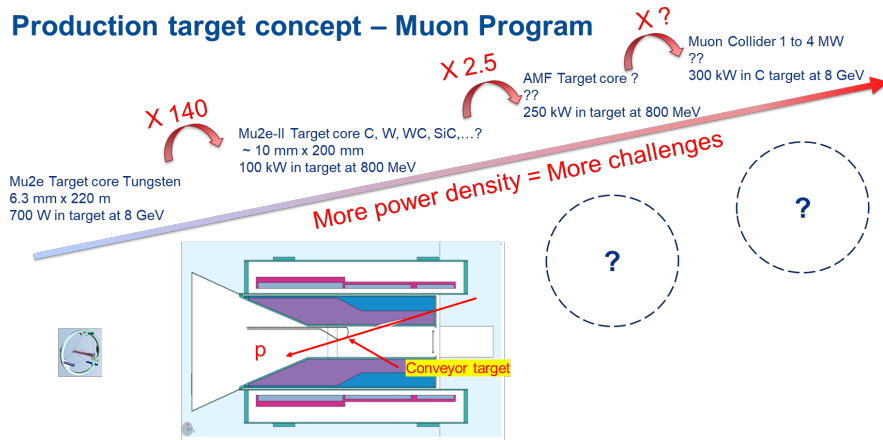 Production target concept – Muon Program
X ?
Muon Collider 1 to 4 MW
??
300 kW in C target at 8 GeV
X 2.5
AMF Target core ?
??
250 kW in target at 800 MeV
X 140
Mu2e-II Target core C, W, WC, SiC,...?
~ 10 mm x 200 mm
100 kW in target at 800 MeV
Mu2e Target core Tungsten
6.3 mm x 220 m
700 W in target at 8 GeV
More power density = More challenges
?
?
p
Conveyor target